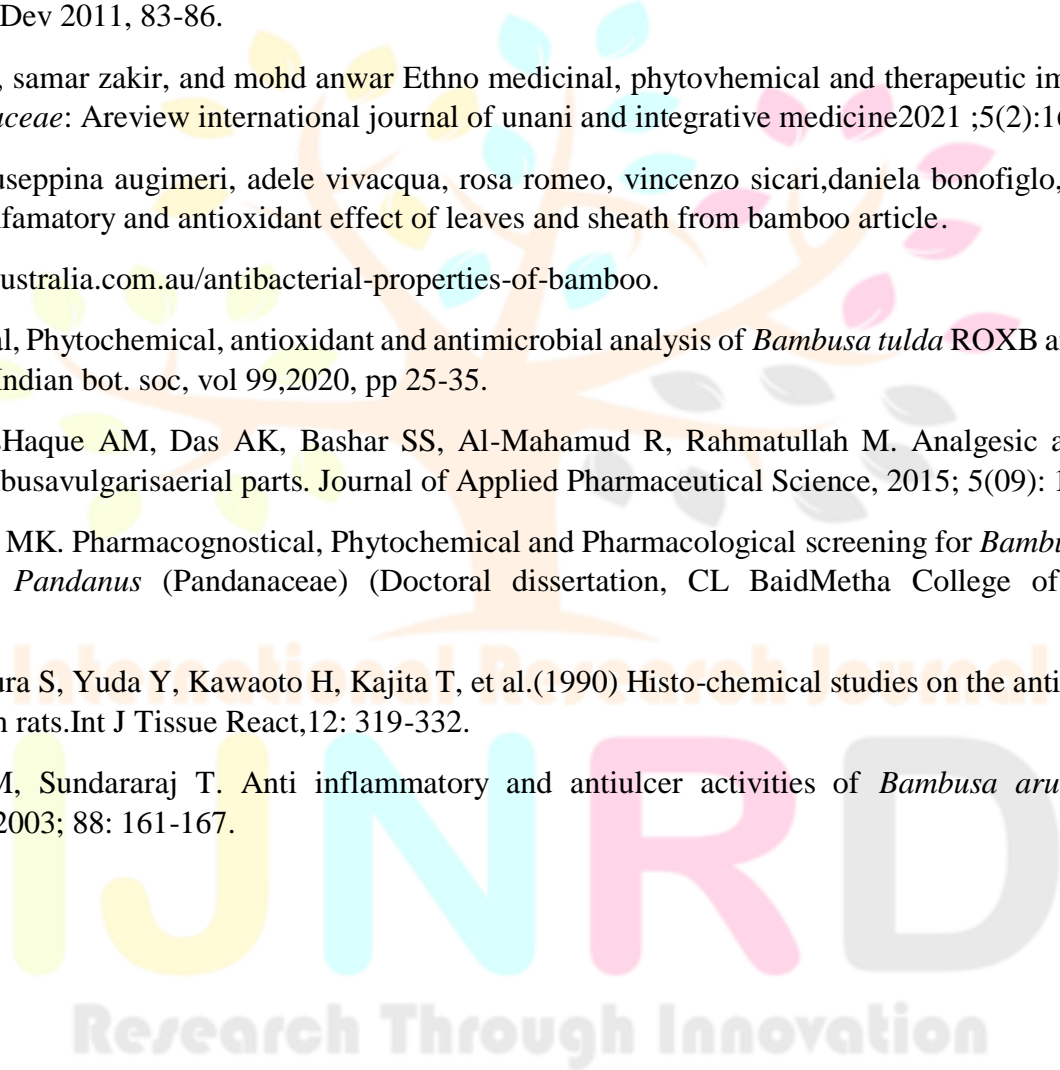 Dev 2011, 83-86.
, samar zakir, and mohd anwar Ethno medicinal, phytovhemical and therapeutic im
aceae: Areview international journal of unani and integrative medicine2021 ;5(2):16
useppina augimeri, adele vivacqua, rosa romeo, vincenzo sicari,daniela bonofiglo,
nfamatory and antioxidant effect of leaves and sheath from bamboo article.
ustralia.com.au/antibacterial-properties-of-bamboo.
al, Phytochemical, antioxidant and antimicrobial analysis of Bambusa tulda ROXB a
Indian bot. soc, vol 99,2020, pp 25-35.
Haque AM, Das AK, Bashar SS, Al-Mahamud R, Rahmatullah M. Analgesic a
busavulgarisaerial parts. Journal of Applied Pharmaceutical Science, 2015; 5(09): 1
MK. Pharmacognostical, Phytochemical and Pharmacological screening for Bambu
Pandanus (Pandanaceae) (Doctoral dissertation, CL BaidMetha College of
International Research Journal
ura S, Yuda Y, Kawaoto H, Kajita T, et al.(1990) Histo-chemical studies on the anti
n rats.Int J Tissue React,12: 319-332.
M, Sundararaj T. Anti inflammatory and antiulcer activities of Bambusa aru
2003; 88: 161-167.
IJNRD
Research Through Innovation